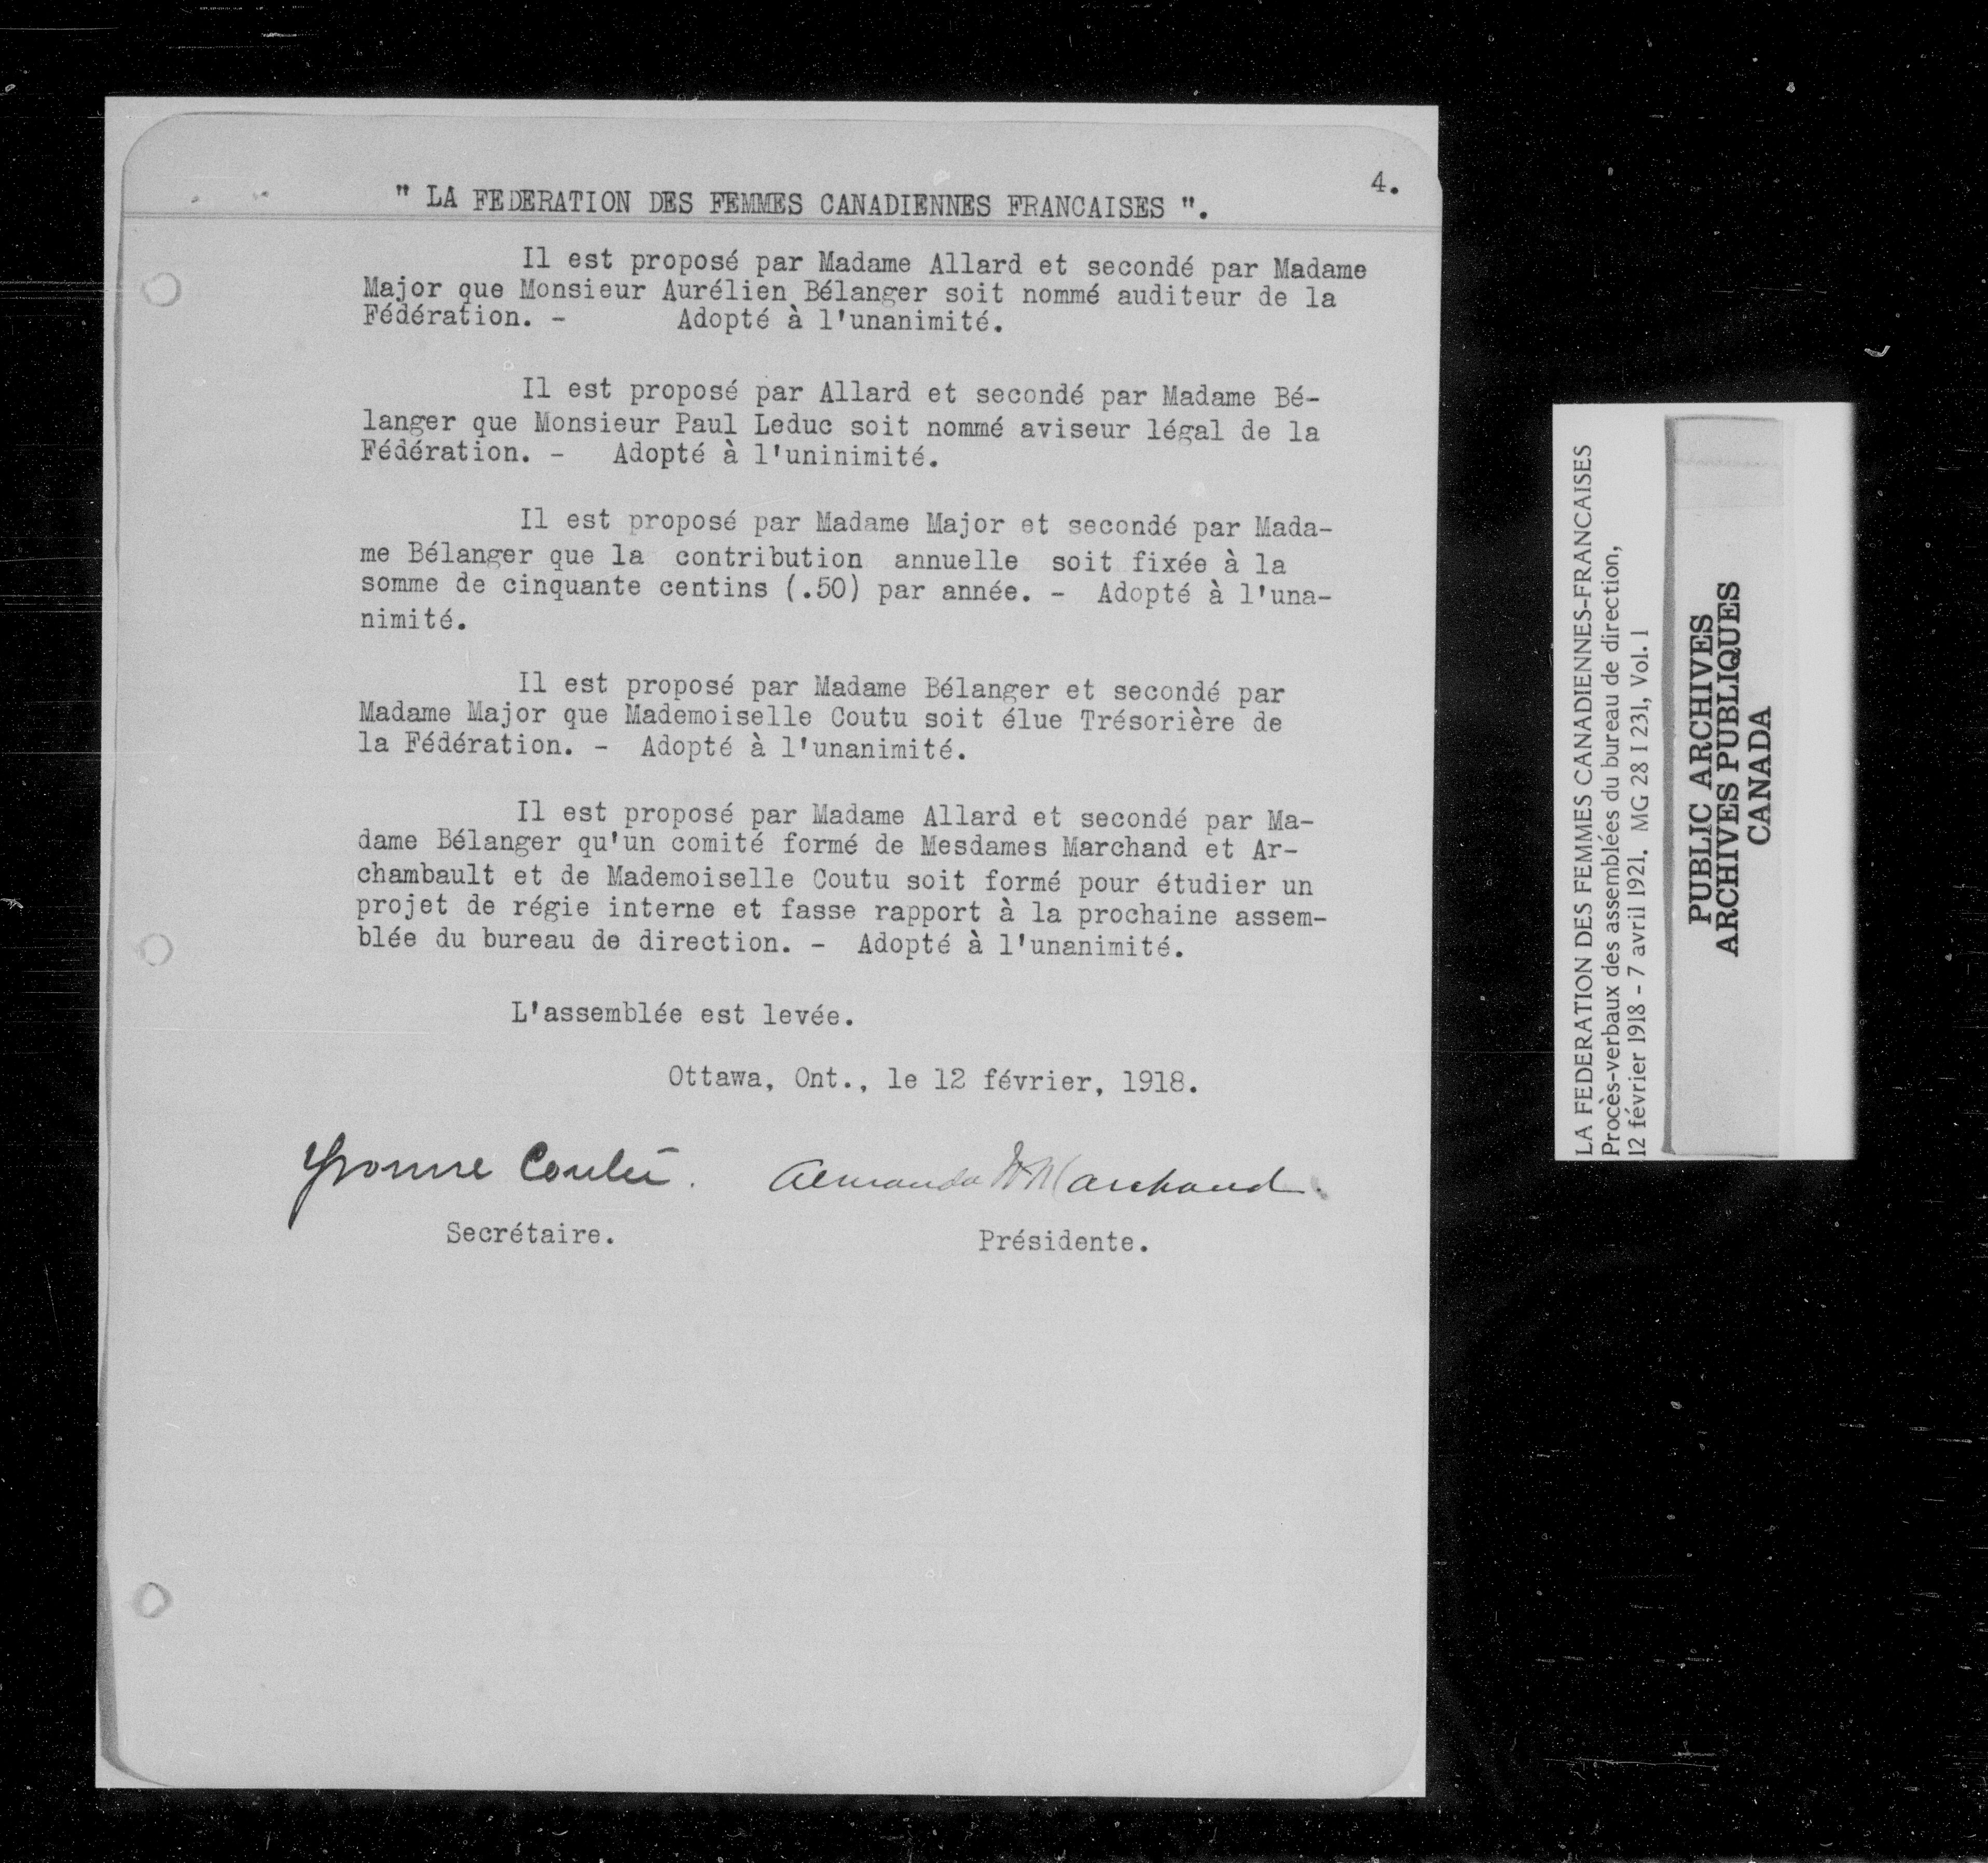 4.
" LA FEDERATION DES FEMMES CANADIENNES FRANCAISES ".
Il est proposé par Madame Allard et secondé par Madame
Major que Monsieur Aurélien Bélanger soit nommé auditeur de la
Fédération. - Adopté à l'unanimité.
Il est proposé par Allard et secondé par Madame Bé-
langer que Monsieur Paul Leduc soit nommé aviseur légal de la
Fédération. - Adopté à l'uninimité.
Il est proposé par Madame Major et secondé par Mada-
me Bélanger que la contribution annuelle soit fixée à la
somme de cinquante centins (.50) par année. - Adopté à l'una-
nimité.
Il est proposé par Madame Bélanger et secondé par
Madame Major que Mademoiselle Coutu soit élue Trésorière de
la Fédération. - Adopté à l'unanimité.
Il est proposé par Madame Allard et secondé par Ma-
dame Bélanger qu'un comité formé de Mesdames Marchand et Ar-
chambault et de Mademoiselle Coutu soit formé pour étudier un
projet de régie interne et fasse rapport à la prochaine assem-
blée du bureau de direction. - Adopté à l'unanimité.
L'assemblée est levée.
Ottawa, Ont., le 12 février, 1918.
Yvonne Coutu. Marchand.
Secrétaire. Présidente.
LA FEDERATION DES FEMMES CANADIENNES-FRANCAISES
Procès-verbaux des assemblées du bureau de direction,
12 février 1918 - 7 avril 1921. MG 28 I 231, Vol. 1
PUBLIC ARCHIVES
ARCHIVES PUBLIQUES
CANADA